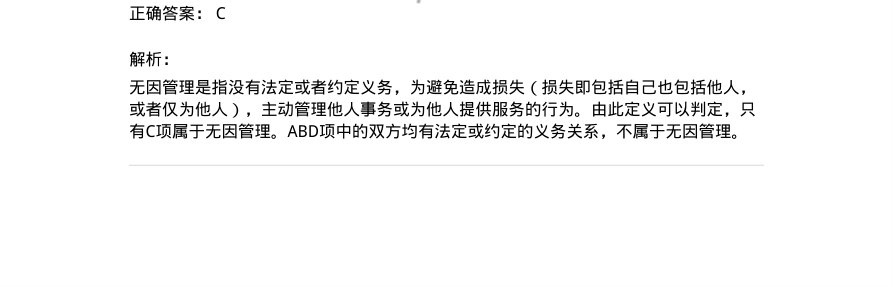 正确答案： C
解析：
无因管理是指没有法定或者约定义务，为避免造成损失（损失即包括自己也包括他人，
或者仅为他人），主动管理他人事务或为他人提供服务的行为。由此定义可以判定，只
有C项属于无因管理。ABD项中的双方均有法定或约定的义务关系，不属于无因管理。